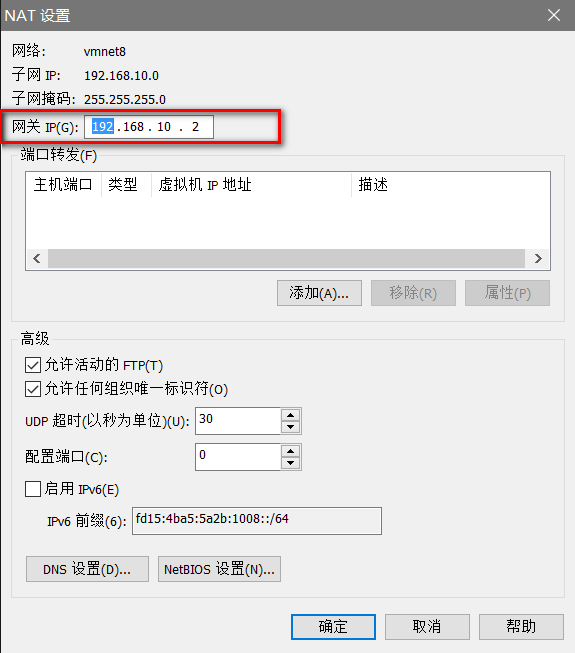 NAT 设置
网络: vmnet8
子网 IP: 192.168.10.0
子网掩码: 255.255.255.0
网关 IP(G): 192 . 168 . 10 . 2
端口转发(F)
主机端口 类型 虚拟机 IP 地址 描述
添加(A)... 移除(R) 属性(P)
高级
允许活动的 FTP(T)
允许任何组织唯一标识符(O)
UDP 超时(以秒为单位)(U): 30
配置端口(C): 0
启用 IPv6(E)
IPv6 前缀(6): fd15:4ba5:5a2b:1008::/64
DNS 设置(D)... NetBIOS 设置(N)...
确定 取消 帮助